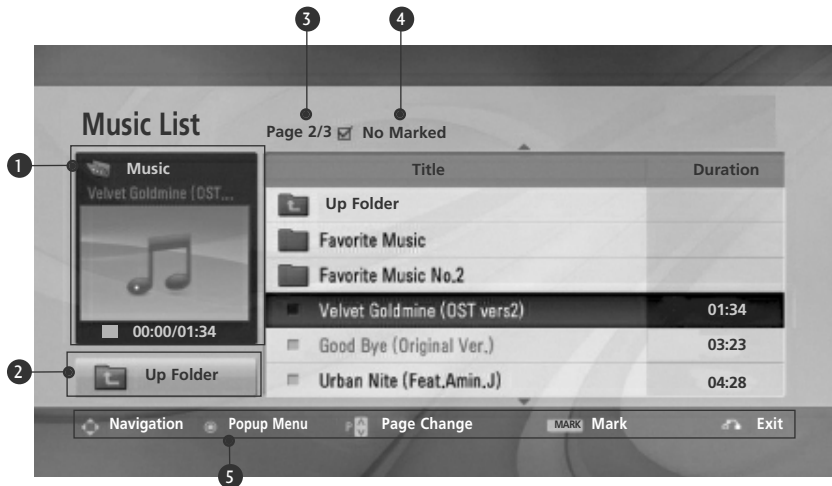 3 4
Music List
Page 2/3 No Marked
1
Music
Velvet Goldmine (OST...
00:00/01:34
2
Up Folder
Title Duration
Up Folder
Favorite Music
Favorite Music No.2
Velvet Goldmine (OST vers2) 01:34
Good Bye (Original Ver.) 03:23
Urban Nite (Feat.Amin.J) 04:28
Navigation Popup Menu P Page Change MARK Mark Exit
5